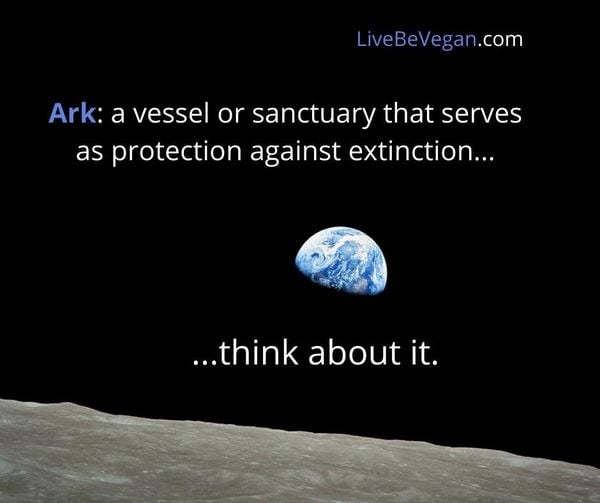 LiveBeVegan.com
Ark: a vessel or sanctuary that serves
as protection against extinction...
...think about it.